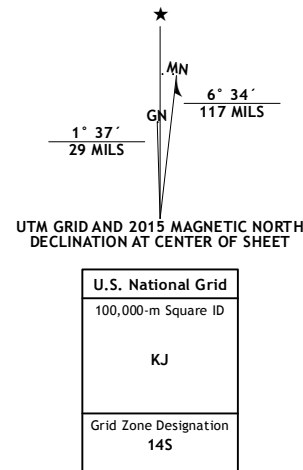 ★
MN
GN
6° 34´
117 MILS
1° 37´
29 MILS
UTM GRID AND 2015 MAGNETIC NORTH
DECLINATION AT CENTER OF SHEET
U.S. National Grid
100,000-m Square ID
KJ
Grid Zone Designation
14S